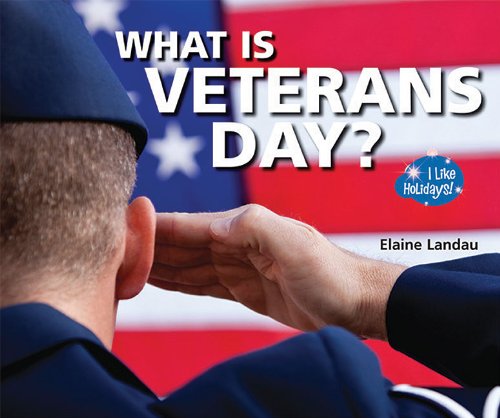 WHAT IS
VETERANS
DAY?
I Like
Holidays!
Elaine Landau